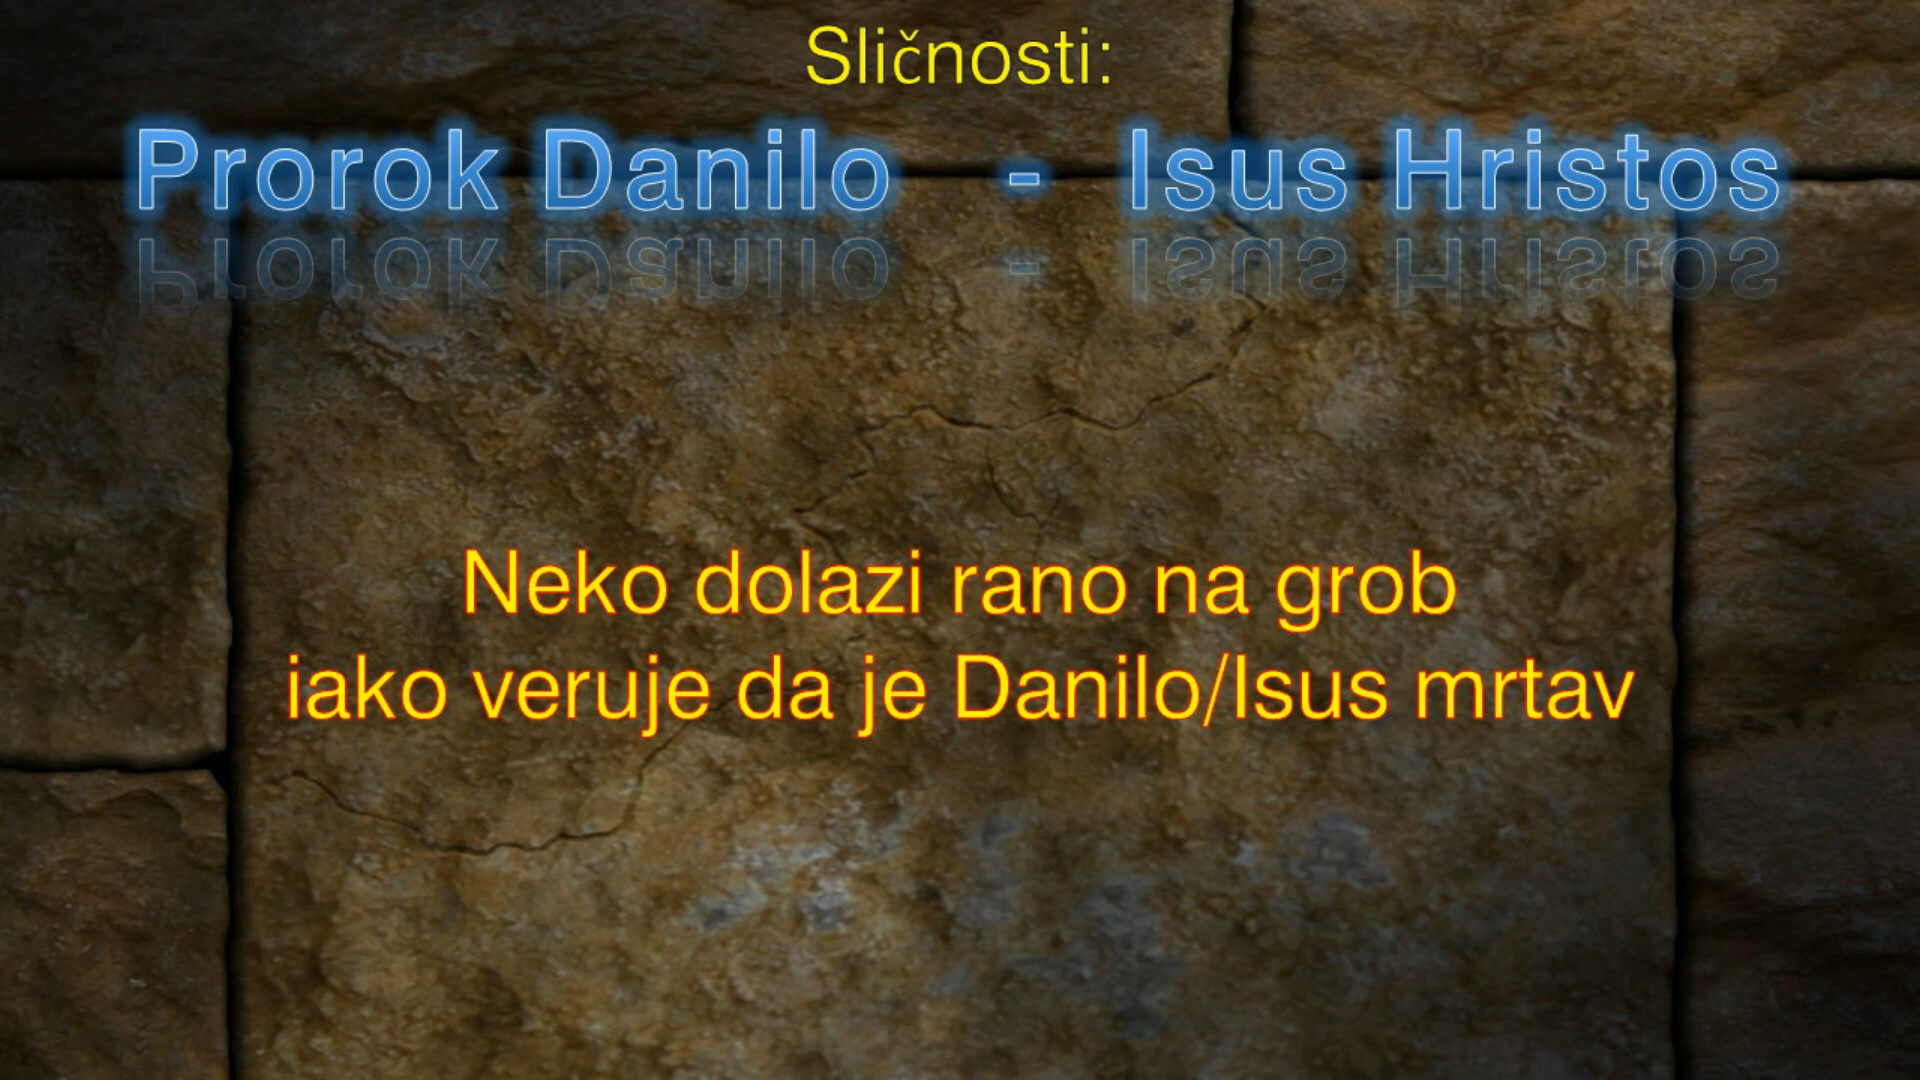 Sličnosti:
Prorok Danilo - Isus Hristos
Neko dolazi rano na grob
iako veruje da je Danilo/Isus mrtav